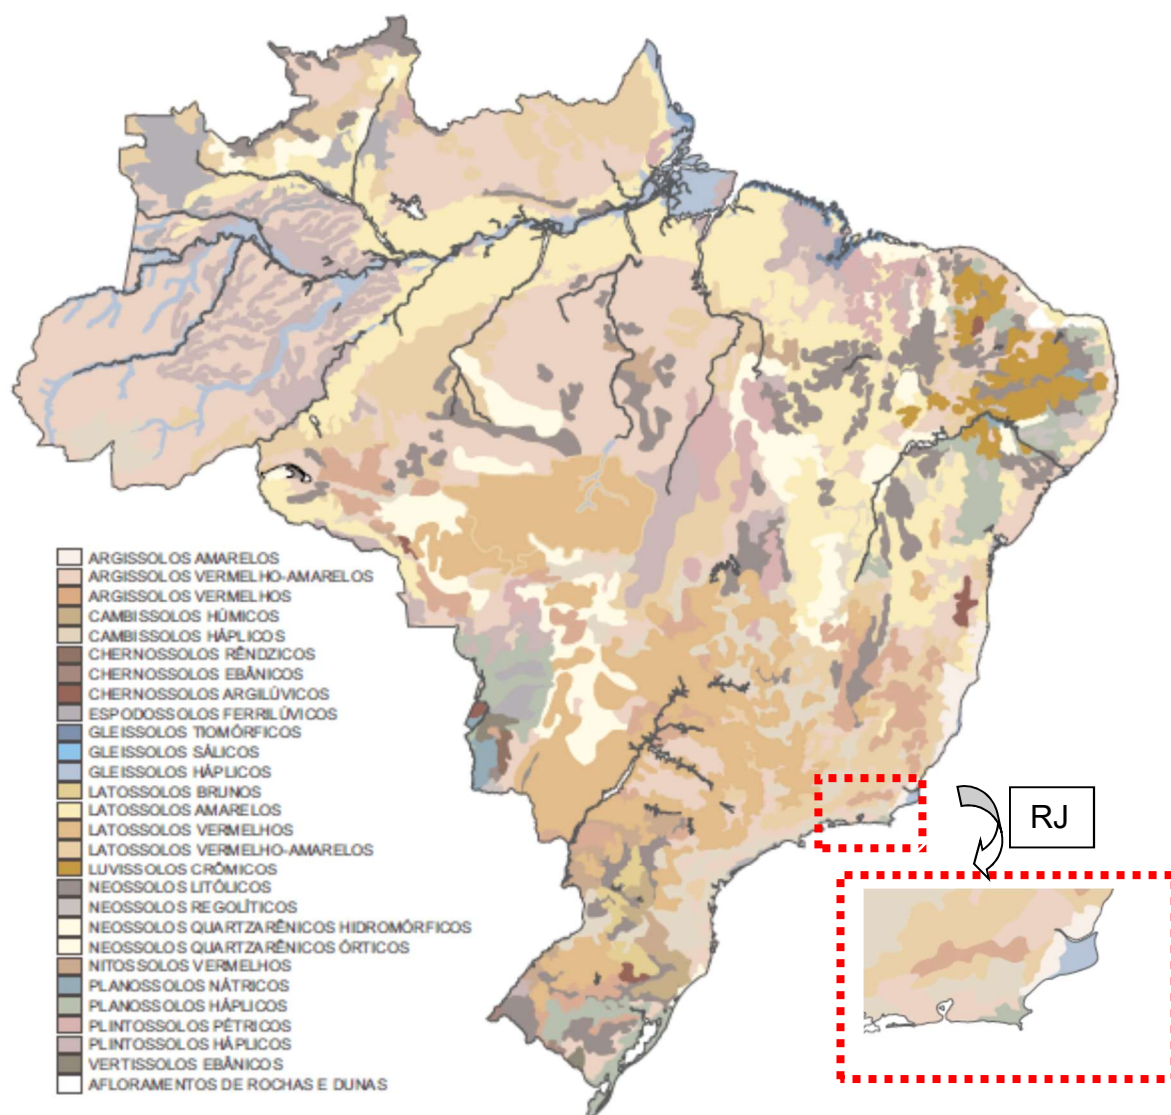 ARGISSOLOS AMARELOS
ARGISSOLOS VERMELHO-AMARELOS
ARGISSOLOS VERMELHOS
CAMBISSOLOS HÚMICOS
CAMBISSOLOS HÁPLICOS
CHERNOSSOLOS RÊNDZICOS
CHERNOSSOLOS EBÂNICOS
CHERNOSSOLOS ARGILÚVICOS
ESPODOSSOLOS FERRILÚVICOS
GLEISSOLOS TIOMÓRFICOS
GLEISSOLOS SÁLICOS
GLEISSOLOS HÁPLICOS
LATOSSOLOS BRUNOS
LATOSSOLOS AMARELOS
LATOSSOLOS VERMELHOS
LATOSSOLOS VERMELHO-AMARELOS
LUVISSOLOS CRÔMICOS
NEOSSOLOS LITÓLICOS
NEOSSOLOS REGOLÍTICOS
NEOSSOLOS QUARTZARÊNICOS HIDROMÓRFICOS
NEOSSOLOS QUARTZARÊNICOS ÓRTICOS
NITOSSOLOS VERMELHOS
PLANOSSOLOS NÁTRICOS
PLANOSSOLOS HÁPLICOS
PLINTOSSOLOS PÉTRICOS
PLINTOSSOLOS HÁPLICOS
VERTISSOLOS EBÂNICOS
AFLORAMENTOS DE ROCHAS E DUNAS
RJ